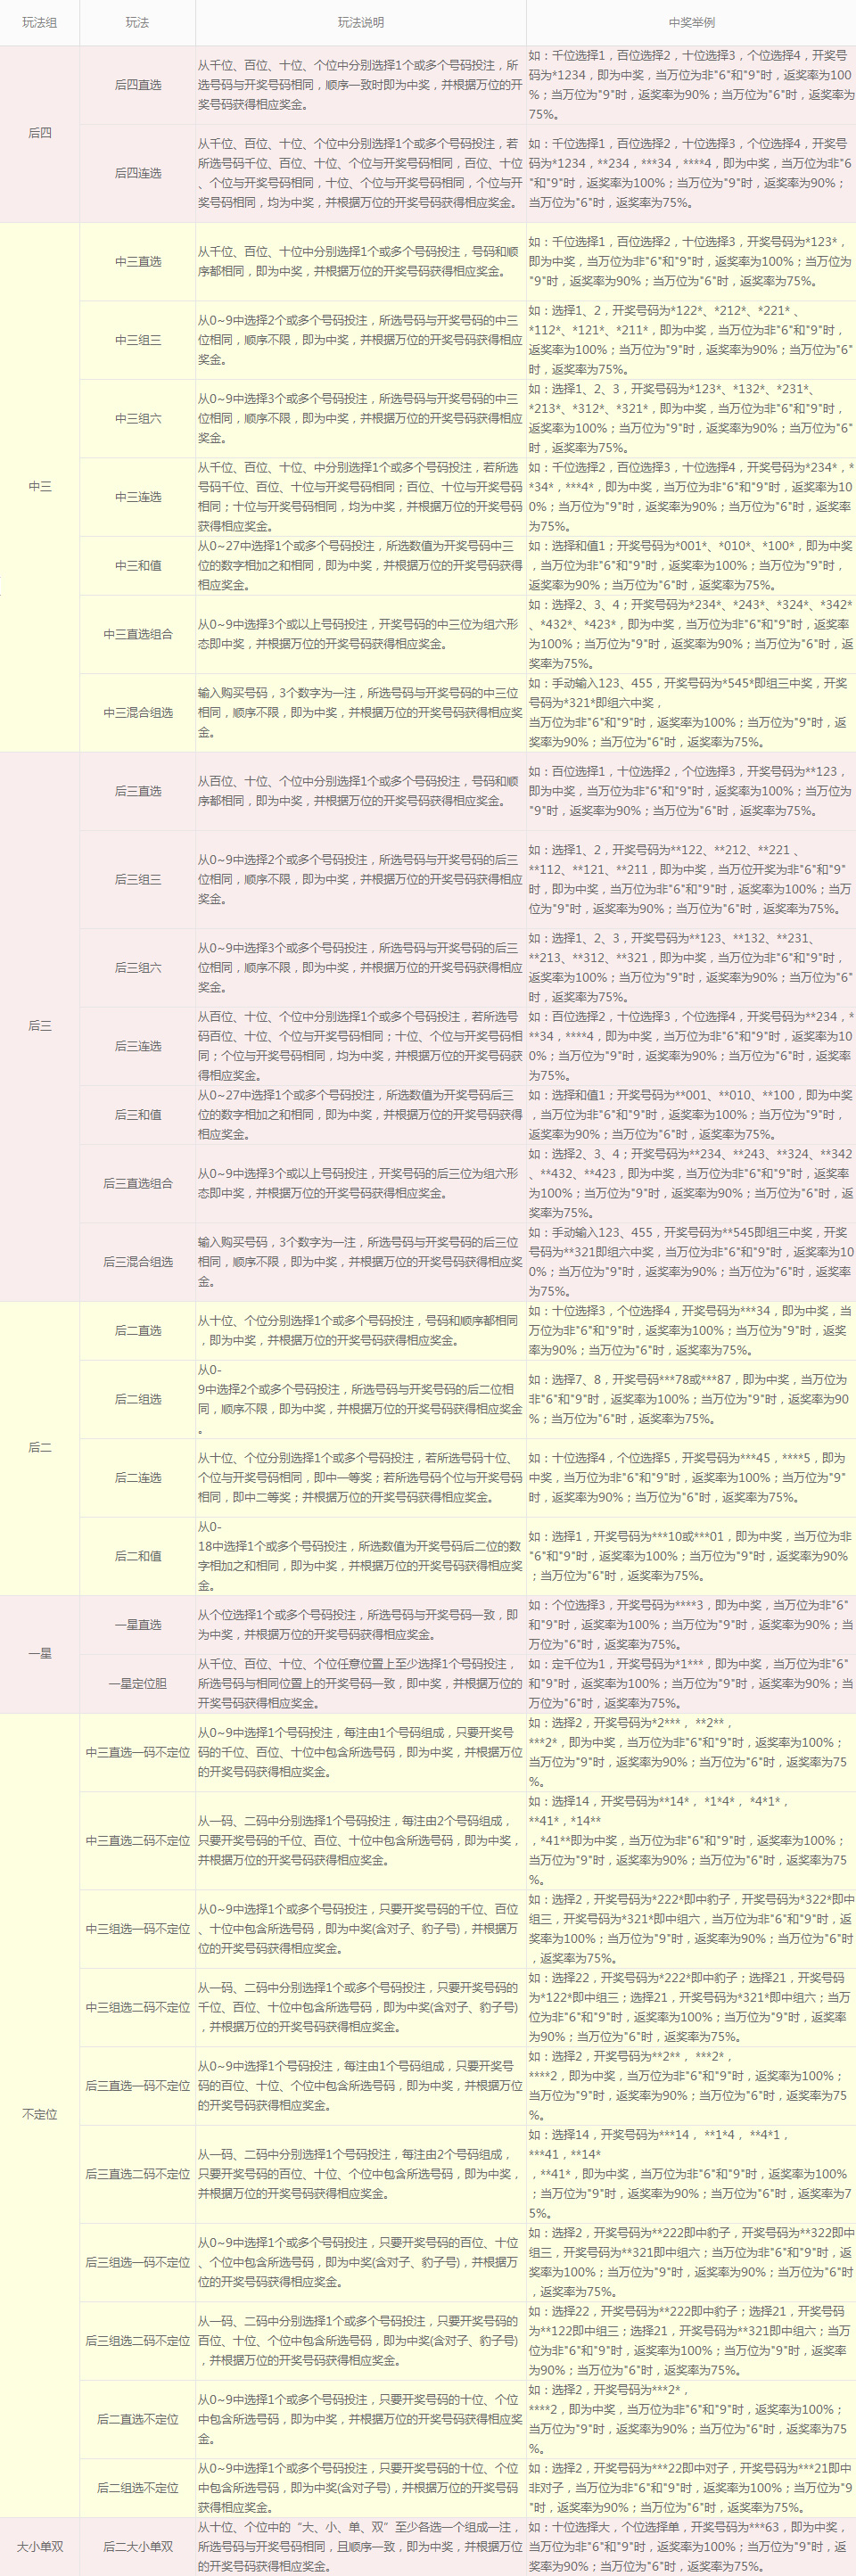 玩法组 玩法 玩法说明 中奖举例
后四
后四直选
从千位、百位、十位、个位中分别选择1个或多个号码投注，所
选号码与开奖号码相同，顺序一致时即为中奖，并根据万位的开
奖号码获得相应奖金。
如：千位选择1，百位选择2，十位选择3，个位选择4，开奖号
码为*1234，即为中奖，当万位为非"6"和"9"时，返奖率为100
%；当万位为"9"时，返奖率为90%；当万位为"6"时，返奖率为
75%。
后四连选
从千位、百位、十位、个位中分别选择1个或多个号码投注，若
所选号码千位、百位、十位、个位与开奖号码相同，百位、十位
、个位与开奖号码相同，十位、个位与开奖号码相同，个位与开
奖号码相同，均为中奖，并根据万位的开奖号码获得相应奖金。
如：千位选择1，百位选择2，十位选择3，个位选择4，开奖号
码为*1234，**234，***34，****4，即为中奖，当万位为非"6
"和"9"时，返奖率为100%；当万位为"9"时，返奖率为90%；
当万位为"6"时，返奖率为75%。
中三
中三直选
从千位、百位、十位中分别选择1个或多个号码投注，号码和顺
序都相同，即为中奖，并根据万位的开奖号码获得相应奖金。
如：千位选择1，百位选择2，十位选择3，开奖号码为*123*，
即为中奖，当万位为非"6"和"9"时，返奖率为100%；当万位为
"9"时，返奖率为90%；当万位为"6"时，返奖率为75%。
中三组三
从0~9中选择2个或多个号码投注，所选号码与开奖号码的中三
位相同，顺序不限，即为中奖，并根据万位的开奖号码获得相应
奖金。
如：选择1、2，开奖号码为*122*、*212*、*221* 、
*112*、*121*、*211*，即为中奖，当万位为非"6"和"9"时，
返奖率为100%；当万位为"9"时，返奖率为90%；当万位为"6"
时，返奖率为75%。
中三组六
从0~9中选择3个或多个号码投注，所选号码与开奖号码的中三
位相同，顺序不限，即为中奖，并根据万位的开奖号码获得相应
奖金。
如：选择1、2、3，开奖号码为*123*、*132*、*231*、
*213*、*312*、*321*，即为中奖，当万位为非"6"和"9"时，
返奖率为100%；当万位为"9"时，返奖率为90%；当万位为"6"
时，返奖率为75%。
中三连选
从千位、百位、十位、中分别选择1个或多个号码投注，若所选
号码千位、百位、十位与开奖号码相同；百位、十位与开奖号码
相同；十位与开奖号码相同，均为中奖，并根据万位的开奖号码
获得相应奖金。
如：千位选择2，百位选择3，十位选择4，开奖号码为*234*，*
*34*，***4*，即为中奖，当万位为非"6"和"9"时，返奖率为10
0%；当万位为"9"时，返奖率为90%；当万位为"6"时，返奖率
为75%。
中三和值
从0~27中选择1个或多个号码投注，所选数值为开奖号码中三
位的数字相加之和相同，即为中奖，并根据万位的开奖号码获得
相应奖金。
如：选择和值1；开奖号码为*001*、*010*、*100*，即为中奖
，当万位为非"6"和"9"时，返奖率为100%；当万位为"9"时，
返奖率为90%；当万位为"6"时，返奖率为75%。
中三直选组合
从0~9中选择3个或以上号码投注，开奖号码的中三位为组六形
态即中奖，并根据万位的开奖号码获得相应奖金。
如：选择2、3、4；开奖号码为*234*、*243*、*324*、*342*
、*432*、*423*，即为中奖，当万位为非"6"和"9"时，返奖率
为100%；当万位为"9"时，返奖率为90%；当万位为"6"时，返
奖率为75%。
中三混合组选
输入购买号码，3个数字为一注，所选号码与开奖号码的中三位
相同，顺序不限，即为中奖，并根据万位的开奖号码获得相应奖
金。
如：手动输入123、455，开奖号码为*545*即组三中奖，开奖
号码为*321*即组六中奖，
当万位为非"6"和"9"时，返奖率为100%；当万位为"9"时，返
奖率为90%；当万位为"6"时，返奖率为75%。
后三
后三直选
从百位、十位、个位中分别选择1个或多个号码投注，号码和顺
序都相同，即为中奖，并根据万位的开奖号码获得相应奖金。
如：百位选择1，十位选择2，个位选择3，开奖号码为**123，
即为中奖，当万位为非"6"和"9"时，返奖率为100%；当万位为
"9"时，返奖率为90%；当万位为"6"时，返奖率为75%。
后三组三
从0~9中选择2个或多个号码投注，所选号码与开奖号码的后三
位相同，顺序不限，即为中奖，并根据万位的开奖号码获得相应
奖金。
如：选择1、2，开奖号码为**122、**212、**221 、
**112、**121、**211，即为中奖，当万位开奖为非"6"和"9"
时，即为中奖，当万位为非"6"和"9"时，返奖率为100%；当万
位为"9"时，返奖率为90%；当万位为"6"时，返奖率为75%。
后三组六
从0~9中选择3个或多个号码投注，所选号码与开奖号码的后三
位相同，顺序不限，即为中奖，并根据万位的开奖号码获得相应
奖金。
如：选择1、2、3，开奖号码为**123、**132、**231、
**213、**312、**321，即为中奖，当万位为非"6"和"9"时，
返奖率为100%；当万位为"9"时，返奖率为90%；当万位为"6"
时，返奖率为75%。
后三连选
从百位、十位、个位中分别选择1个或多个号码投注，若所选号
码百位、十位、个位与开奖号码相同；十位、个位与开奖号码相
同；个位与开奖号码相同，均为中奖，并根据万位的开奖号码获
得相应奖金。
如：百位选择2，十位选择3，个位选择4，开奖号码为**234，*
**34，****4，即为中奖，当万位为非"6"和"9"时，返奖率为10
0%；当万位为"9"时，返奖率为90%；当万位为"6"时，返奖率
为75%。
后三和值
从0~27中选择1个或多个号码投注，所选数值为开奖号码后三
位的数字相加之和相同，即为中奖，并根据万位的开奖号码获得
相应奖金。
如：选择和值1；开奖号码为**001、**010、**100，即为中奖
，当万位为非"6"和"9"时，返奖率为100%；当万位为"9"时，
返奖率为90%；当万位为"6"时，返奖率为75%。
后三直选组合
从0~9中选择3个或以上号码投注，开奖号码的后三位为组六形
态即中奖，并根据万位的开奖号码获得相应奖金。
如：选择2、3、4；开奖号码为**234、**243、**324、**342
、**432、**423，即为中奖，当万位为非"6"和"9"时，返奖率
为100%；当万位为"9"时，返奖率为90%；当万位为"6"时，返
奖率为75%。
后三混合组选
输入购买号码，3个数字为一注，所选号码与开奖号码的后三位
相同，顺序不限，即为中奖，并根据万位的开奖号码获得相应奖
金。
如：手动输入123、455，开奖号码为**545即组三中奖，开奖
号码为**321即组六中奖，当万位为非"6"和"9"时，返奖率为10
0%；当万位为"9"时，返奖率为90%；当万位为"6"时，返奖率
为75%。
后二
后二直选
从十位、个位分别选择1个或多个号码投注，号码和顺序都相同
，即为中奖，并根据万位的开奖号码获得相应奖金。
如：十位选择3，个位选择4，开奖号码为***34，即为中奖，当
万位为非"6"和"9"时，返奖率为100%；当万位为"9"时，返奖
率为90%；当万位为"6"时，返奖率为75%。
后二组选
从0-
9中选择2个或多个号码投注，所选号码与开奖号码的后二位相
同，顺序不限，即为中奖，并根据万位的开奖号码获得相应奖金
。
如：选择7、8，开奖号码***78或***87，即为中奖，当万位为
非"6"和"9"时，返奖率为100%；当万位为"9"时，返奖率为90
%；当万位为"6"时，返奖率为75%。
后二连选
从十位、个位分别选择1个或多个号码投注，若所选号码十位、
个位与开奖号码相同，即中一等奖；若所选号码个位与开奖号码
相同，即中二等奖；并根据万位的开奖号码获得相应奖金。
如：十位选择4，个位选择5，开奖号码为***45，****5，即为
中奖，当万位为非"6"和"9"时，返奖率为100%；当万位为"9"
时，返奖率为90%；当万位为"6"时，返奖率为75%。
后二和值
从0-
18中选择1个或多个号码投注，所选数值为开奖号码后二位的数
字相加之和相同，即为中奖，并根据万位的开奖号码获得相应奖
金。
如：选择1，开奖号码为***10或***01，即为中奖，当万位为非
"6"和"9"时，返奖率为100%；当万位为"9"时，返奖率为90%
；当万位为"6"时，返奖率为75%。
一星
一星直选
从个位选择1个或多个号码投注，所选号码与开奖号码一致，即
为中奖，并根据万位的开奖号码获得相应奖金。
如：个位选择3，开奖号码为****3，即为中奖，当万位为非"6"
和"9"时，返奖率为100%；当万位为"9"时，返奖率为90%；当
万位为"6"时，返奖率为75%。
一星定位胆
从千位、百位、十位、个位任意位置上至少选择1个号码投注，
所选号码与相同位置上的开奖号码一致，即中奖，并根据万位的
开奖号码获得相应奖金。
如：定千位为1，开奖号码为*1***，即为中奖，当万位为非"6"
和"9"时，返奖率为100%；当万位为"9"时，返奖率为90%；当
万位为"6"时，返奖率为75%。
不定位
中三直选一码不定位
从0~9中选择1个号码投注，每注由1个号码组成，只要开奖号
码的千位、百位、十位中包含所选号码，即为中奖，并根据万位
的开奖号码获得相应奖金。
如：选择2，开奖号码为*2***， **2**，
***2*，即为中奖，当万位为非"6"和"9"时，返奖率为100%；
当万位为"9"时，返奖率为90%；当万位为"6"时，返奖率为75
%。
中三直选二码不定位
从一码、二码中分别选择1个号码投注，每注由2个号码组成，
只要开奖号码的千位、百位、十位中包含所选号码，即为中奖，
并根据万位的开奖号码获得相应奖金。
如：选择14，开奖号码为**14*， *1*4*， *4*1*，
**41*，*14**
，*41**即为中奖，当万位为非"6"和"9"时，返奖率为100%；
当万位为"9"时，返奖率为90%；当万位为"6"时，返奖率为75
%。
中三组选一码不定位
从0~9中选择1个或多个号码投注，只要开奖号码的千位、百位
、十位中包含所选号码，即为中奖(含对子、豹子号)，并根据万
位的开奖号码获得相应奖金。
如：选择2，开奖号码为*222*即中豹子，开奖号码为*322*即中
组三，开奖号码为*321*即中组六，当万位为非"6"和"9"时，返
奖率为100%；当万位为"9"时，返奖率为90%；当万位为"6"时
，返奖率为75%。
中三组选二码不定位
从一码、二码中分别选择1个或多个号码投注，只要开奖号码的
千位、百位、十位中包含所选号码，即为中奖(含对子、豹子号)
，并根据万位的开奖号码获得相应奖金。
如：选择22，开奖号码为*222*即中豹子；选择21，开奖号码
为*122*即中组三；选择21，开奖号码为*321*即中组六；当万
位为非"6"和"9"时，返奖率为100%；当万位为"9"时，返奖率
为90%；当万位为"6"时，返奖率为75%。
后三直选一码不定位
从0~9中选择1个号码投注，每注由1个号码组成，只要开奖号
码的百位、十位、个位中包含所选号码，即为中奖，并根据万位
的开奖号码获得相应奖金。
如：选择2，开奖号码为**2**， ***2*，
****2，即为中奖，当万位为非"6"和"9"时，返奖率为100%；
当万位为"9"时，返奖率为90%；当万位为"6"时，返奖率为75
%。
后三直选二码不定位
从一码、二码中分别选择1个号码投注，每注由2个号码组成，
只要开奖号码的百位、十位、个位中包含所选号码，即为中奖，
并根据万位的开奖号码获得相应奖金。
如：选择14，开奖号码为***14， **1*4， **4*1，
***41，**14*
，**41*，即为中奖，当万位为非"6"和"9"时，返奖率为100%
；当万位为"9"时，返奖率为90%；当万位为"6"时，返奖率为7
5%。
后三组选一码不定位
从0~9中选择1个或多个号码投注，只要开奖号码的百位、十位
、个位中包含所选号码，即为中奖(含对子、豹子号)，并根据万
位的开奖号码获得相应奖金。
如：选择2，开奖号码为**222即中豹子，开奖号码为**322即中
组三，开奖号码为**321即中组六；当万位为非"6"和"9"时，返
奖率为100%；当万位为"9"时，返奖率为90%；当万位为"6"时
，返奖率为75%。
后三组选二码不定位
从一码、二码中分别选择1个或多个号码投注，只要开奖号码的
百位、十位、个位中包含所选号码，即为中奖(含对子、豹子号)
，并根据万位的开奖号码获得相应奖金。
如：选择22，开奖号码为**222即中豹子；选择21，开奖号码
为**122即中组三；选择21，开奖号码为**321即中组六；当万
位为非"6"和"9"时，返奖率为100%；当万位为"9"时，返奖率
为90%；当万位为"6"时，返奖率为75%。
后二直选不定位
从0~9中选择1个或多个号码投注，只要开奖号码的十位、个位
中包含所选号码，即为中奖，并根据万位的开奖号码获得相应奖
金。
如：选择2，开奖号码为***2*，
****2，即为中奖，当万位为非"6"和"9"时，返奖率为100%；
当万位为"9"时，返奖率为90%；当万位为"6"时，返奖率为75
%。
后二组选不定位
从0~9中选择1个或多个号码投注，只要开奖号码的十位、个位
中包含所选号码，即为中奖(含对子号)，并根据万位的开奖号码
获得相应奖金。
如：选择2，开奖号码为***22即中对子，开奖号码为***21即中
非对子，当万位为非"6"和"9"时，返奖率为100%；当万位为"9
"时，返奖率为90%；当万位为"6"时，返奖率为75%。
大小单双
后二大小单双
从十位、个位中的“大、小、单、双”至少各选一个组成一注，
所选号码与开奖号码相同，且顺序一致，即为中奖，并根据万位
的开奖号码获得相应奖金。
如：十位选择大，个位选择单，开奖号码为***63，即为中奖，
当万位为非"6"和"9"时，返奖率为100%；当万位为"9"时，返
奖率为90%；当万位为"6"时，返奖率为75%。